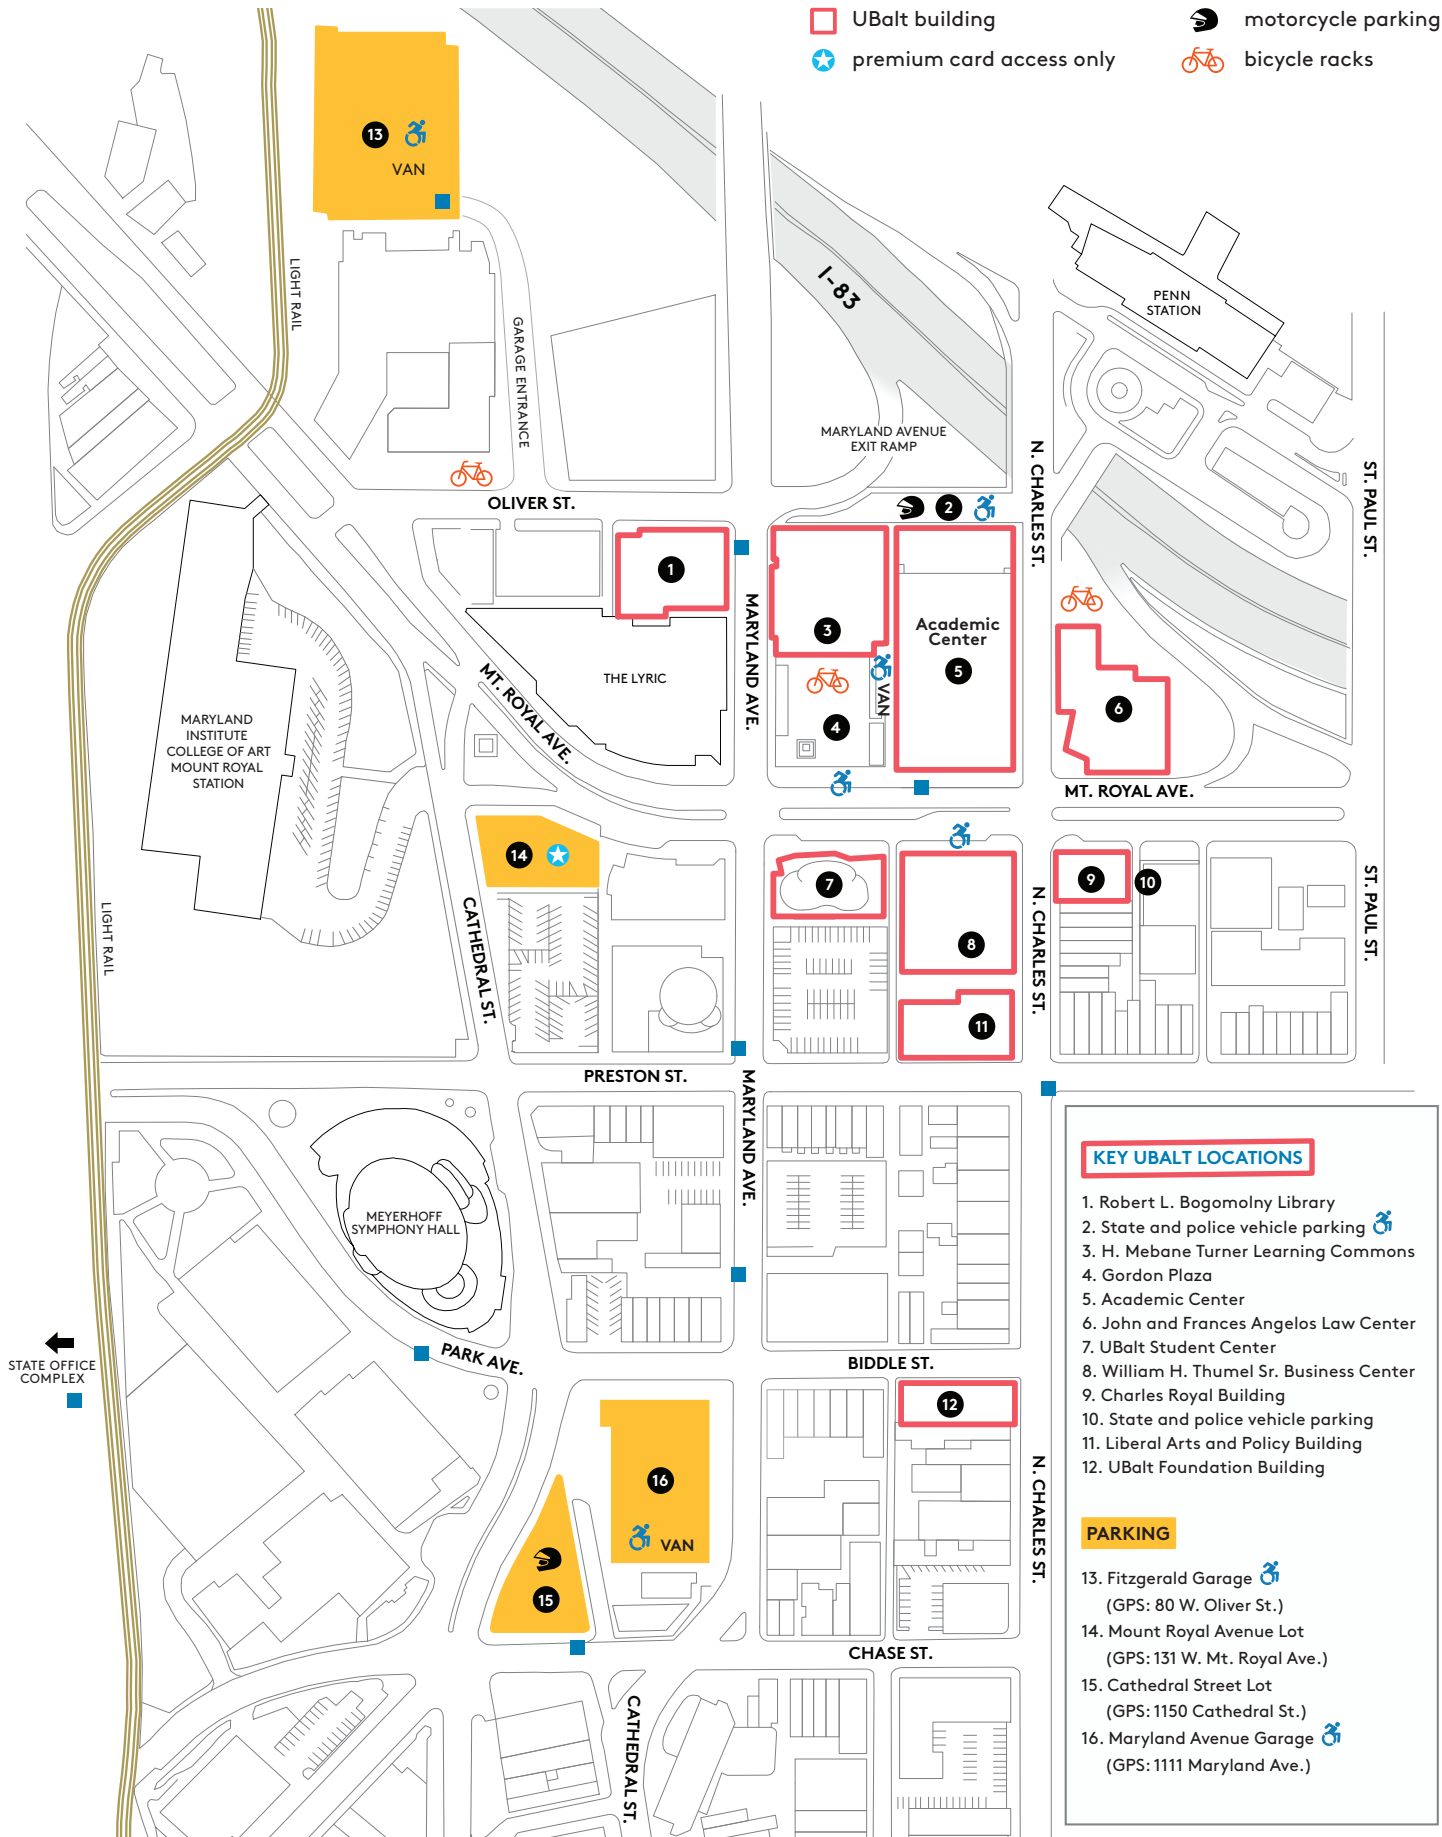 UBalt building
motorcycle parking
premium card access only
bicycle racks
13
VAN
LIGHT RAIL
I-83
PENN
STATION
GARAGE ENTRANCE
MARYLAND AVENUE
EXIT RAMP
N. CHARLES ST.
ST. PAUL ST.
OLIVER ST.
2
1
MARYLAND AVE.
3
Academic
Center
5
VAN
4
6
THE LYRIC
MT. ROYAL AVE.
MARYLAND
INSTITUTE
COLLEGE OF ART
MOUNT ROYAL
STATION
MT. ROYAL AVE.
14
7
8
9
10
11
LIGHT RAIL
CATHEDRAL ST.
N. CHARLES ST.
ST. PAUL ST.
PRESTON ST.
MARYLAND AVE.
MEYERHOFF
SYMPHONY HALL
STATE OFFICE
COMPLEX
PARK AVE.
BIDDLE ST.
12
16
VAN
15
N. CHARLES ST.
CHASE ST.
CATHEDRAL ST.
KEY UBALT LOCATIONS
1. Robert L. Bogomolny Library
2. State and police vehicle parking
3. H. Mebane Turner Learning Commons
4. Gordon Plaza
5. Academic Center
6. John and Frances Angelos Law Center
7. UBalt Student Center
8. William H. Thumel Sr. Business Center
9. Charles Royal Building
10. State and police vehicle parking
11. Liberal Arts and Policy Building
12. UBalt Foundation Building
PARKING
13. Fitzgerald Garage
(GPS: 80 W. Oliver St.)
14. Mount Royal Avenue Lot
(GPS: 131 W. Mt. Royal Ave.)
15. Cathedral Street Lot
(GPS: 1150 Cathedral St.)
16. Maryland Avenue Garage
(GPS: 1111 Maryland Ave.)